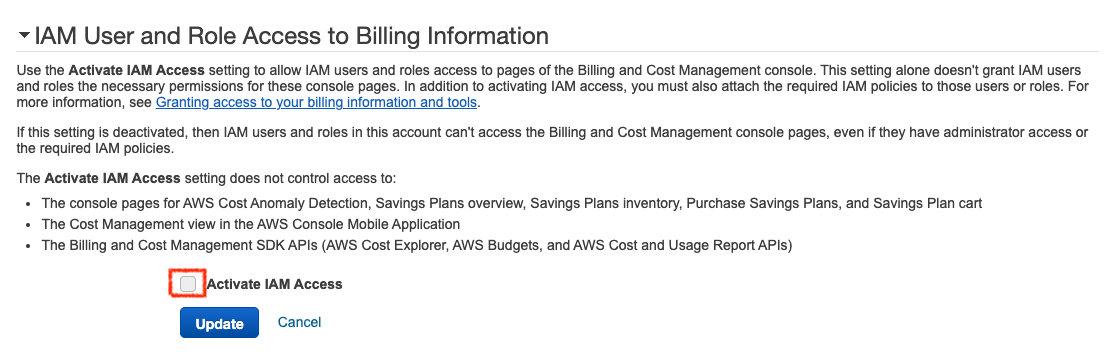 IAM User and Role Access to Billing Information
Use the Activate IAM Access setting to allow IAM users and roles access to pages of the Billing and Cost Management console. This setting alone doesn't grant IAM users
and roles the necessary permissions for these console pages. In addition to activating IAM access, you must also attach the required IAM policies to those users or roles. For
more information, see Granting access to your billing information and tools.
If this setting is deactivated, then IAM users and roles in this account can't access the Billing and Cost Management console pages, even if they have administrator access or
the required IAM policies.
The Activate IAM Access setting does not control access to:
• The console pages for AWS Cost Anomaly Detection, Savings Plans overview, Savings Plans inventory, Purchase Savings Plans, and Savings Plan cart
• The Cost Management view in the AWS Console Mobile Application
• The Billing and Cost Management SDK APIs (AWS Cost Explorer, AWS Budgets, and AWS Cost and Usage Report APIs)
Activate IAM Access
Update Cancel